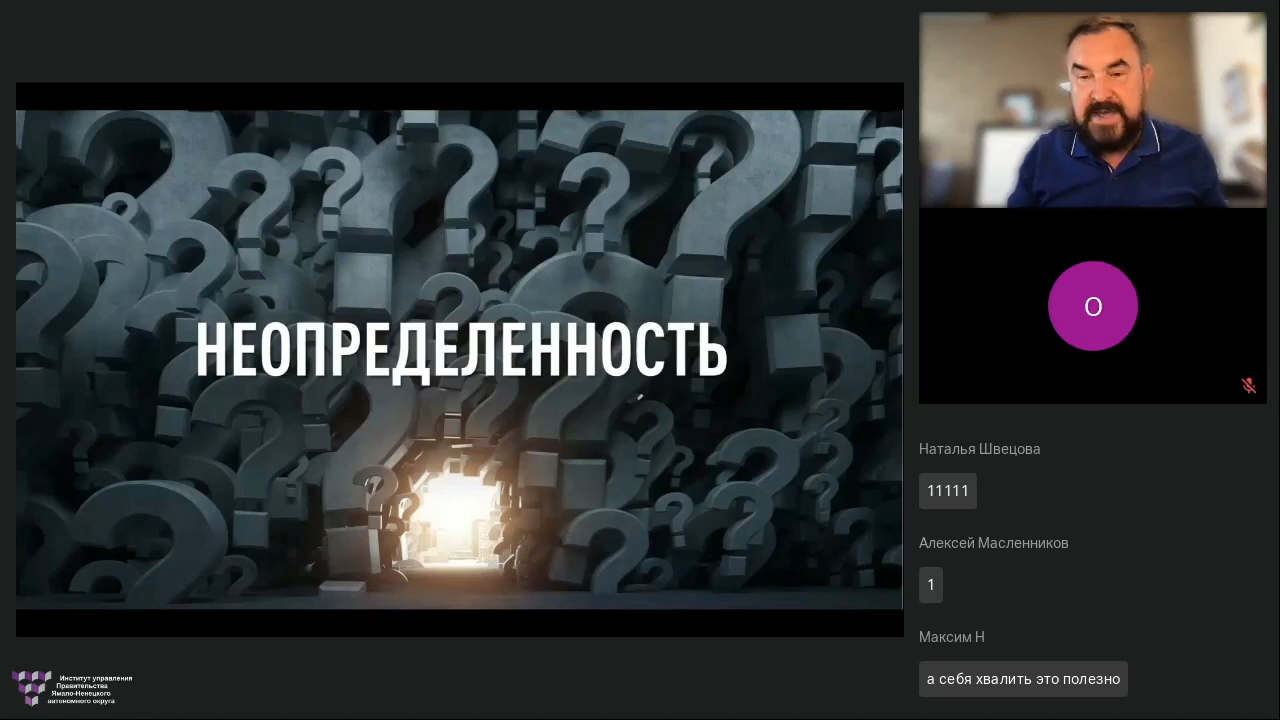 НЕОПРЕДЕЛЕННОСТЬ
О
Наталья Швецова
11111
Алексей Масленников
1
Максим Н
а себя хвалить это полезно
Институт управления
Правительства
Ямало-Ненецкого
автономного округа